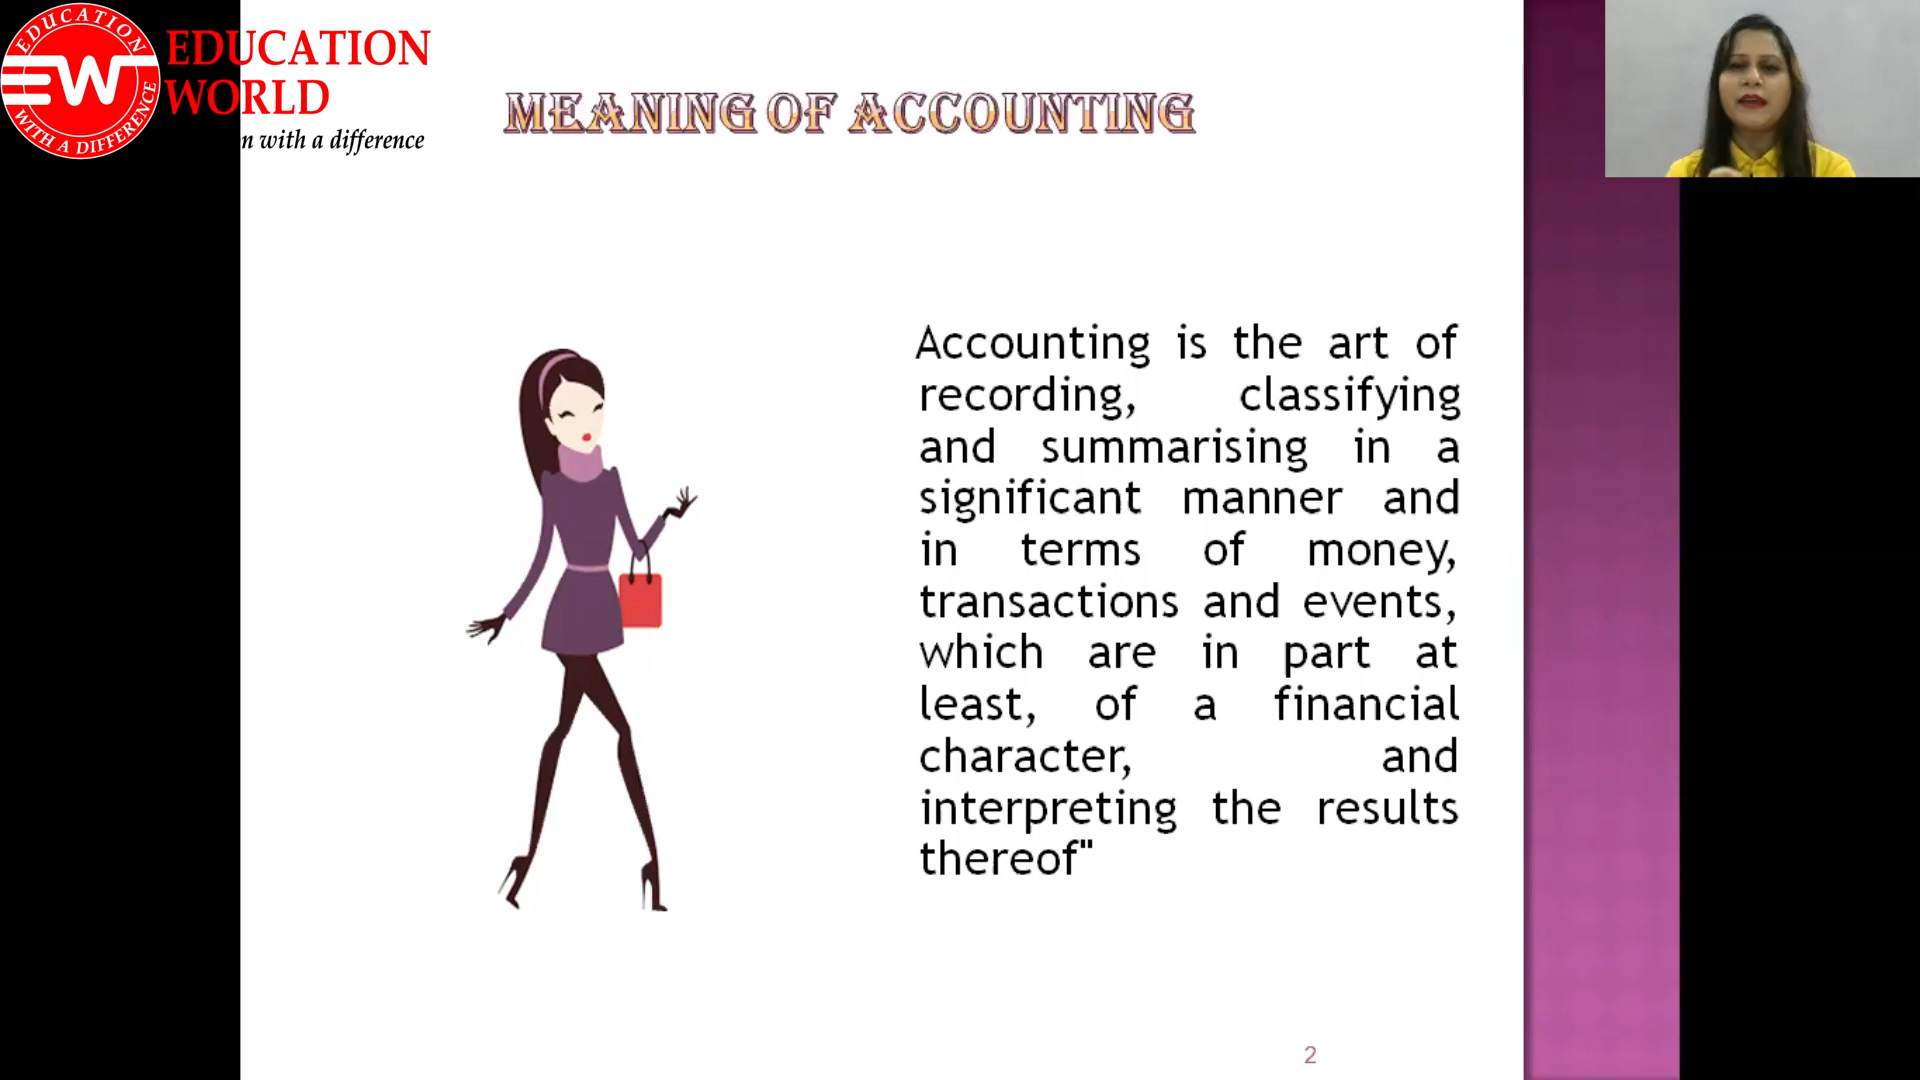 EDUCATION
WITH A DIFFERENCE
EW
EDUCATION
WORLD
n with a difference
MEANING OF ACCOUNTING
Accounting is the art of
recording, classifying
and summarising in a
significant manner and
in terms of money,
transactions and events,
which are in part at
least, of a financial
character, and
interpreting the results
thereof"
2